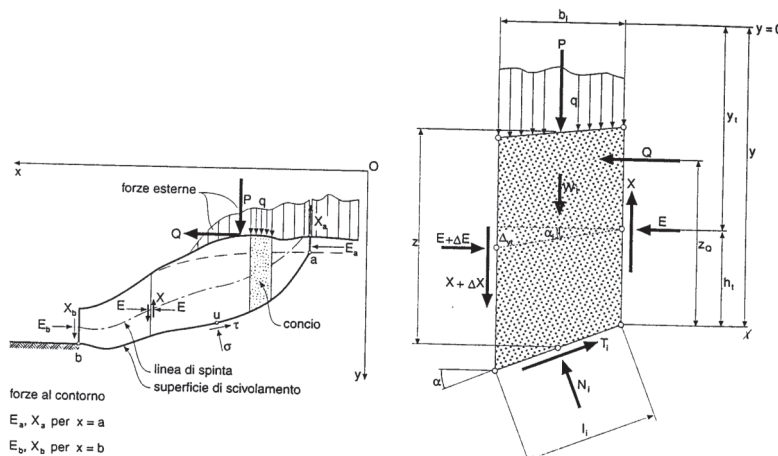 x
O
forze esterne
P
q
X_a
Q
E_a
a
X
E
E
X_b
E_b
u
τ
σ
concio
b
linea di spinta
superficie di scivolamento
y
forze al contorno
E_a, X_a per x = a
E_b, X_b per x = b
b_i
y = 0
P
q
y_t
y
Q
W_i
X
z
E + ΔE
E
z_Q
X + ΔX
h_t
T_i
α
N_i
l_i